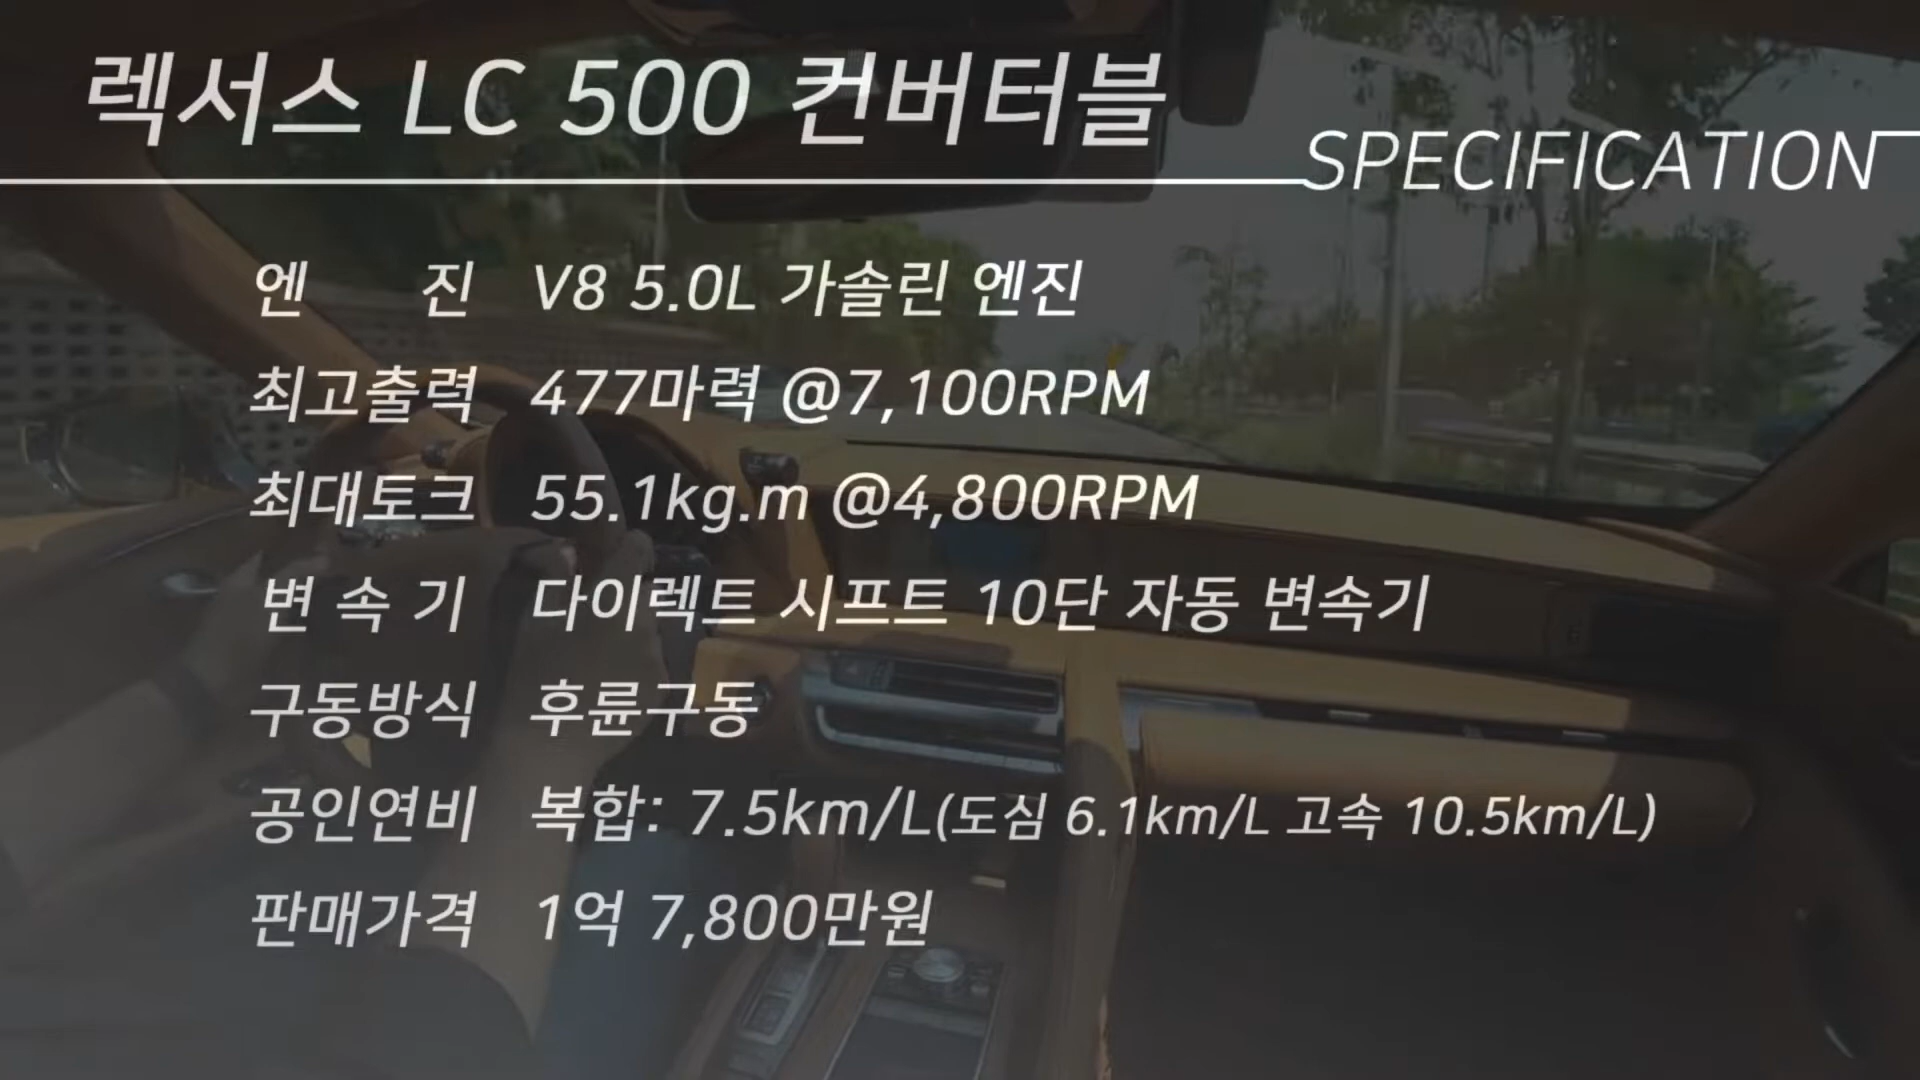 렉서스 LC 500 컨버터블
SPECIFICATION
엔 진 V8 5.0L 가솔린 엔진
최고출력 477마력 @7,100RPM
최대토크 55.1kg.m @4,800RPM
변 속 기 다이렉트 시프트 10단 자동 변속기
구동방식 후륜구동
공인연비 복합: 7.5km/L(도심 6.1km/L 고속 10.5km/L)
판매가격 1억 7,800만원